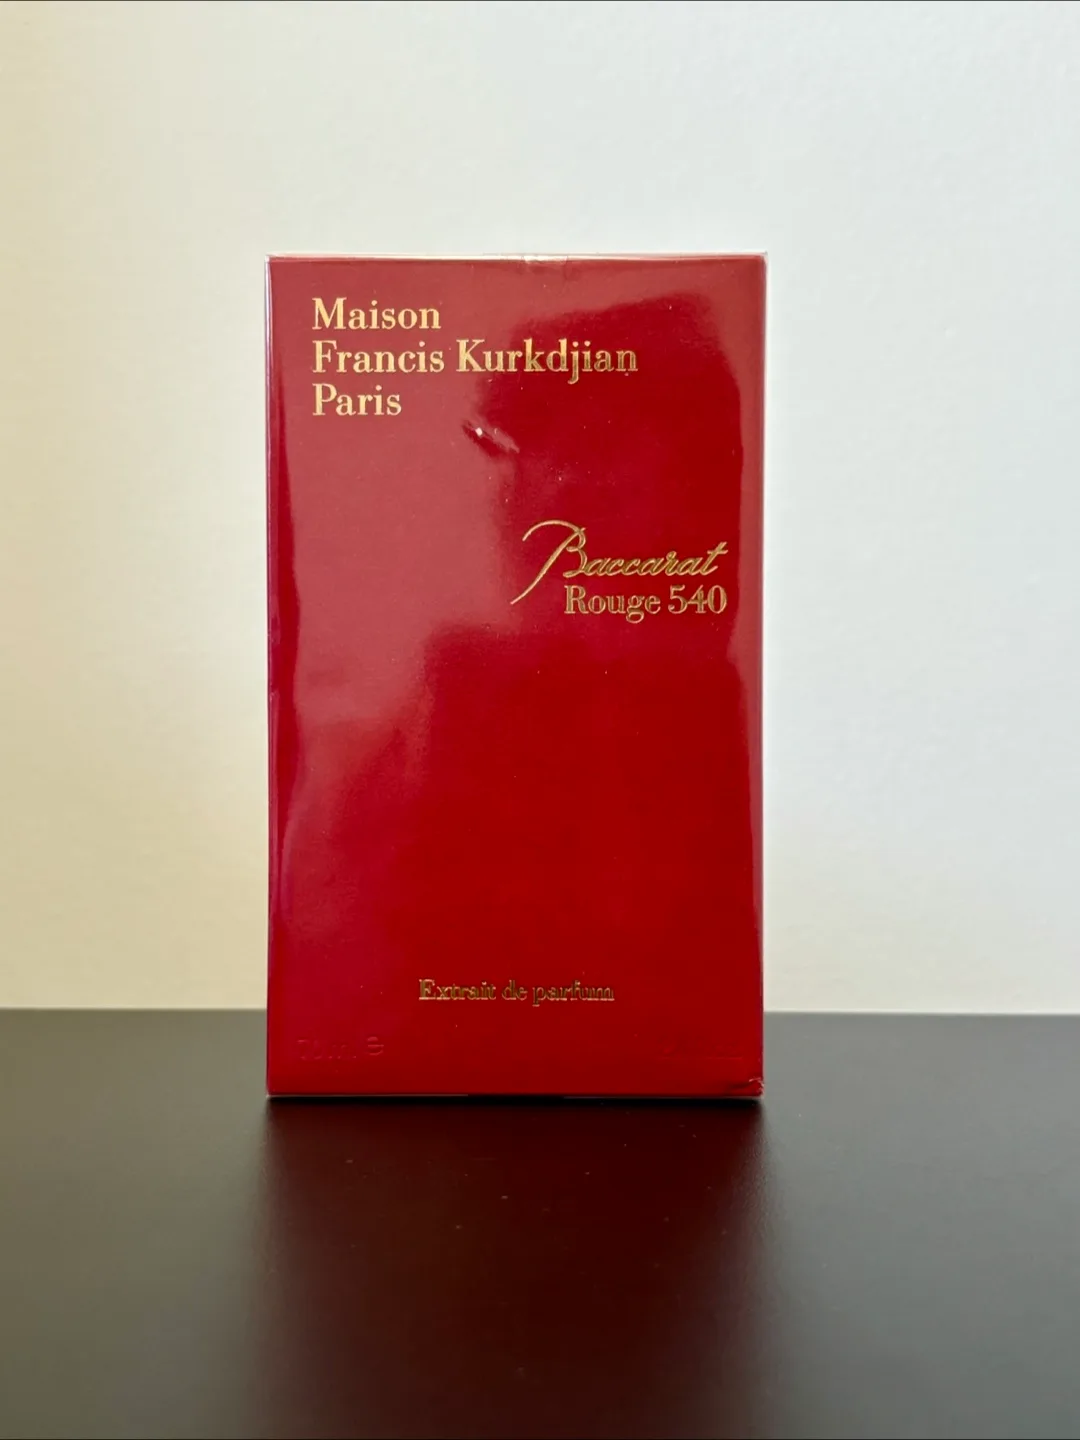 Maison
Francis Kurkdjian
Paris
Baccarat
Rouge 540
Extrait de parfum